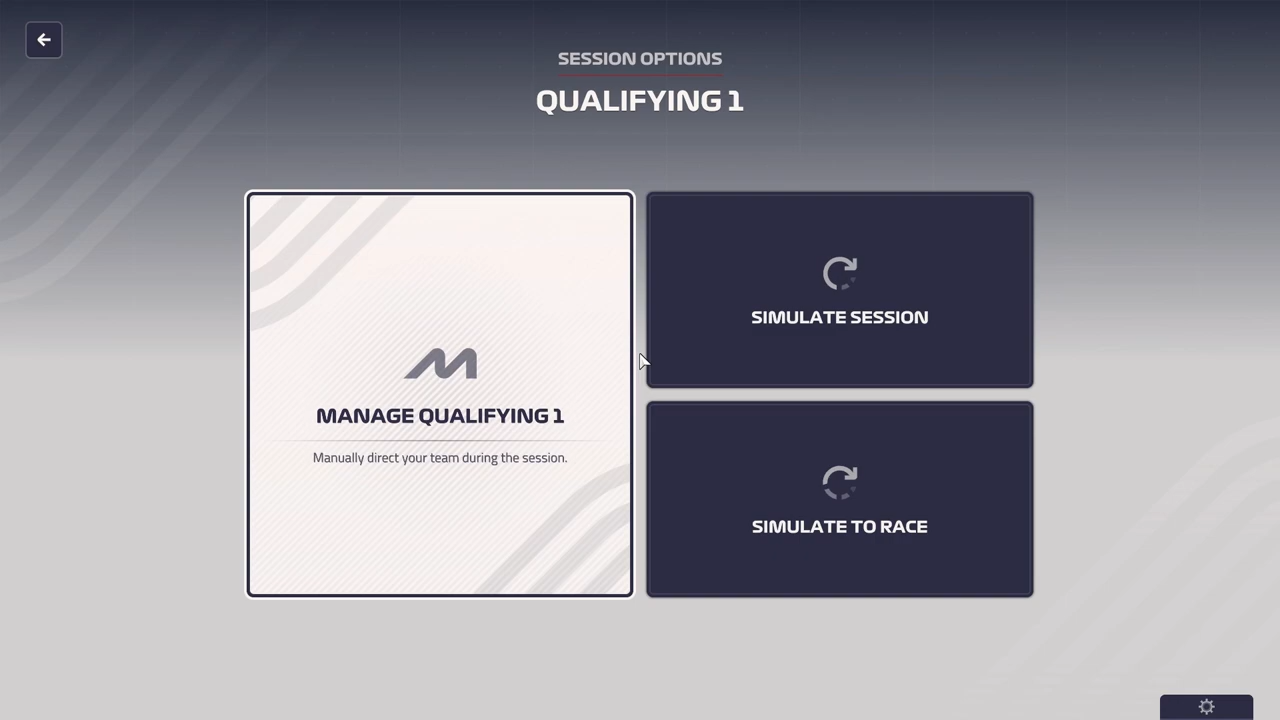 SESSION OPTIONS
QUALIFYING 1
MANAGE QUALIFYING 1
Manually direct your team during the session.
SIMULATE SESSION
SIMULATE TO RACE